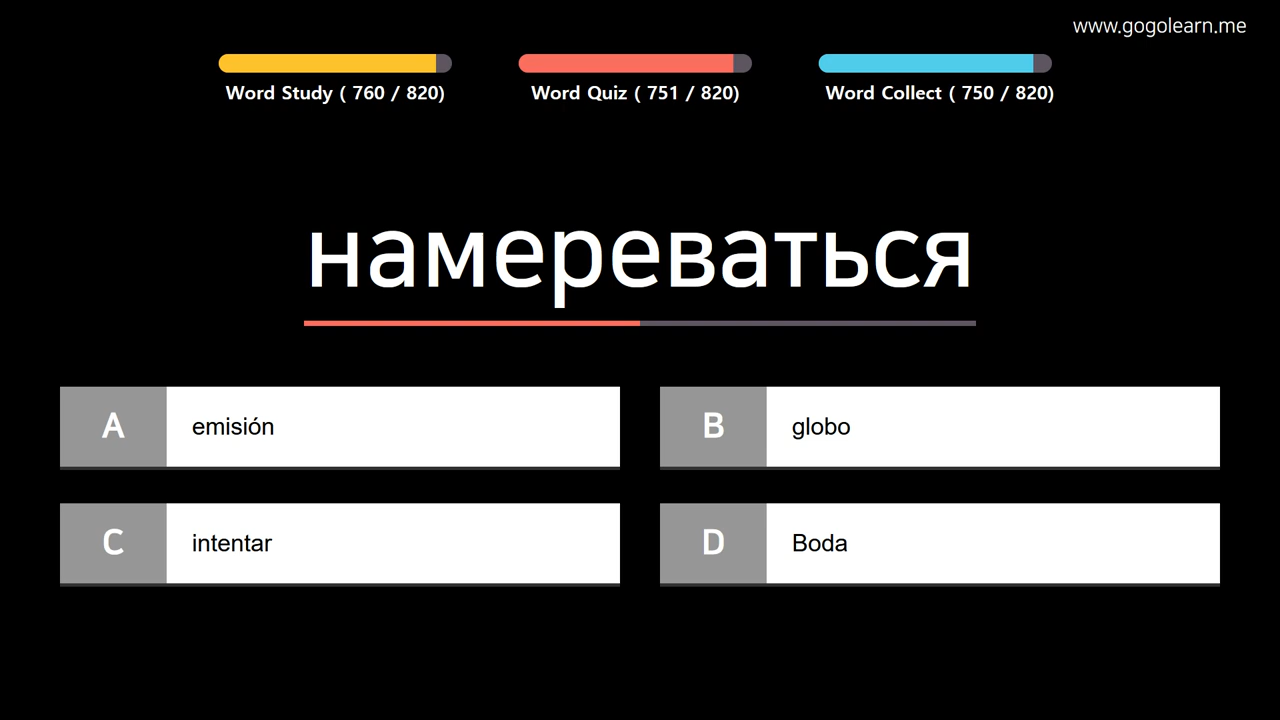 www.gogolearn.me
Word Study ( 760 / 820)
Word Quiz ( 751 / 820)
Word Collect ( 750 / 820)
намереваться
A
emisión
B
globo
C
intentar
D
Boda